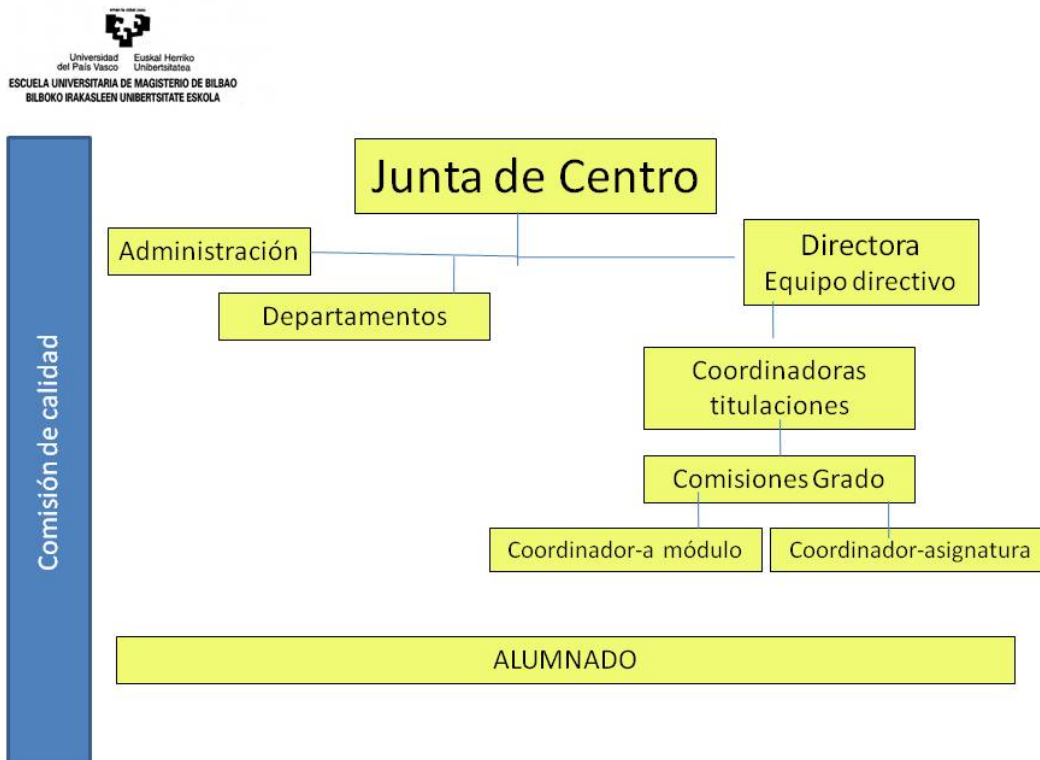 Universidad
del País Vasco
Euskal Herriko
Unibertsitatea
ESCUELA UNIVERSITARIA DE MAGISTERIO DE BILBAO
BILBOKO IRAKASLEEN UNIBERTSITATE ESKOLA
Comisión de calidad
Junta de Centro
Administración
Directora
Equipo directivo
Departamentos
Coordinadoras
titulaciones
Comisiones Grado
Coordinador-a módulo
Coordinador-asignatura
ALUMNADO